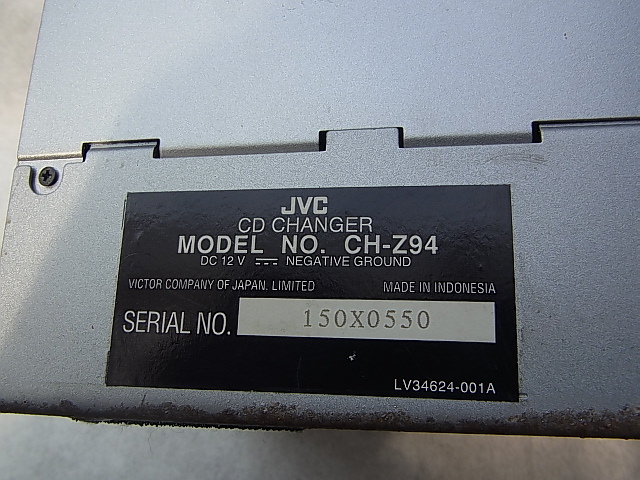 JVC
CD CHANGER
MODEL NO. CH-Z94
DC 12 V ⎓ NEGATIVE GROUND
VICTOR COMPANY OF JAPAN, LIMITED MADE IN INDONESIA
SERIAL NO. 150X0550
LV34624-001A